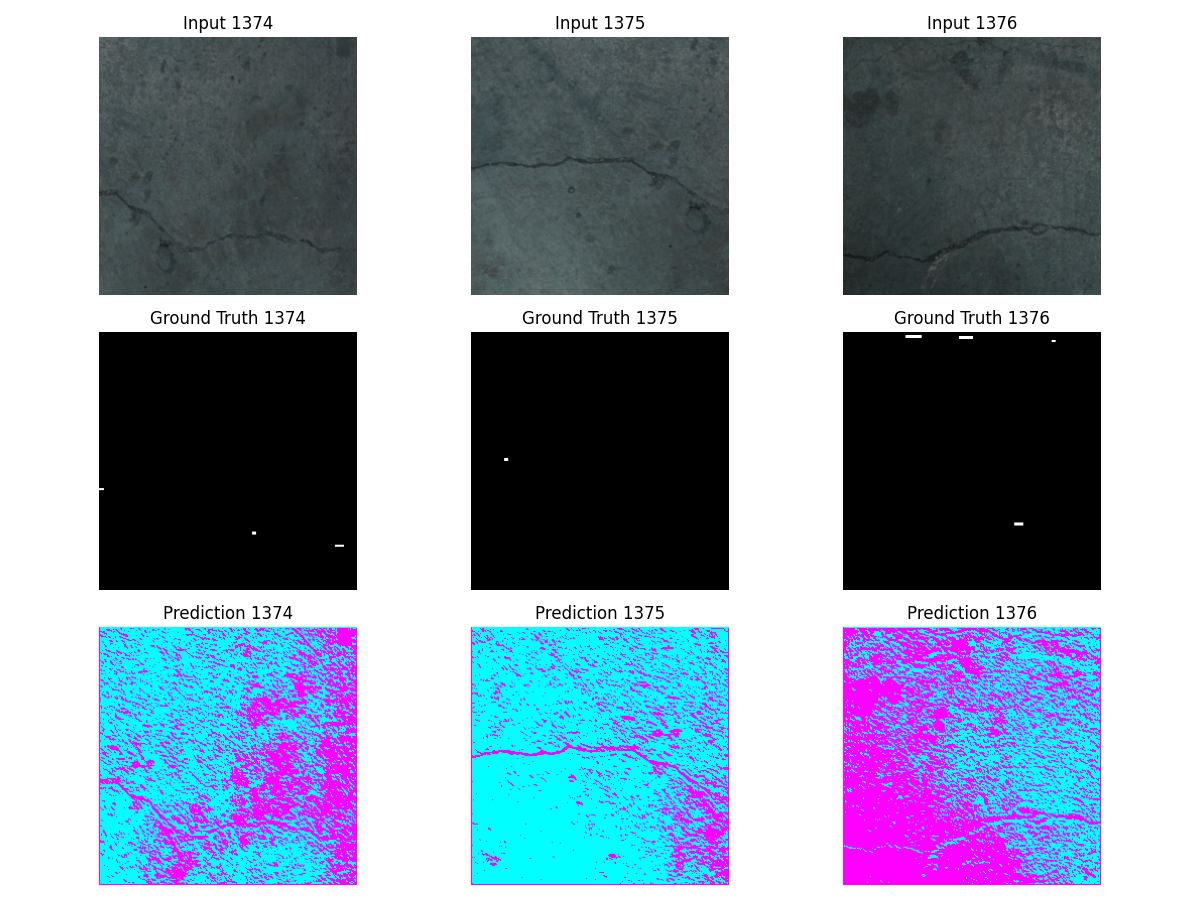 Input 1374
Input 1375
Input 1376
Ground Truth 1374
Ground Truth 1375
Ground Truth 1376
Prediction 1374
Prediction 1375
Prediction 1376